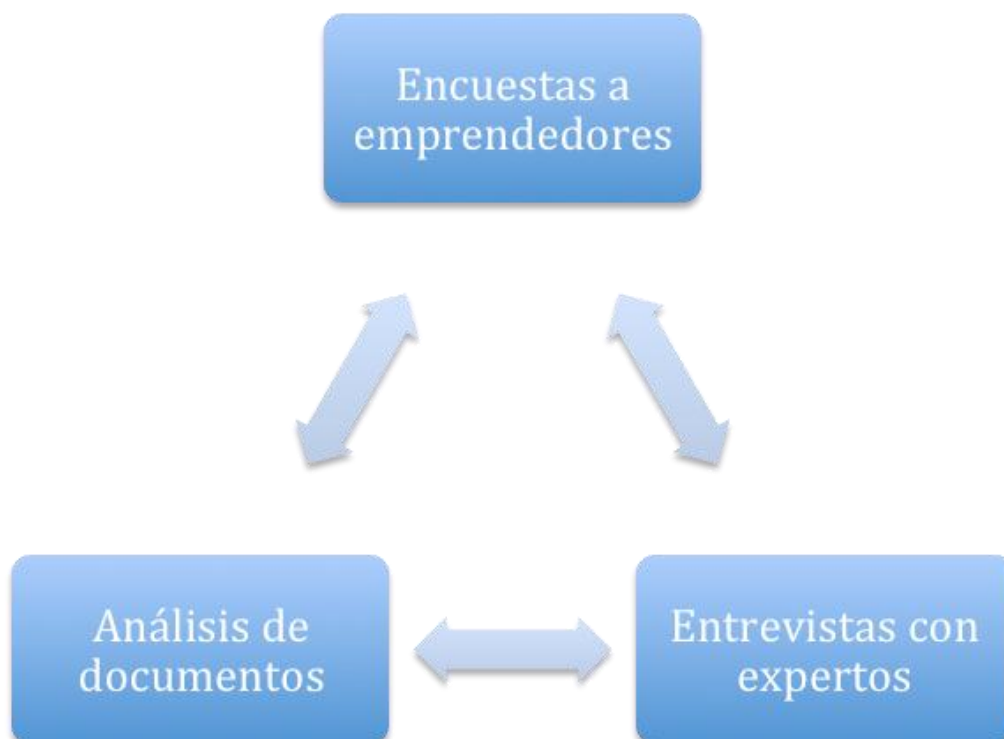 Encuestas a
emprendedores
Análisis de
documentos
Entrevistas con
expertos